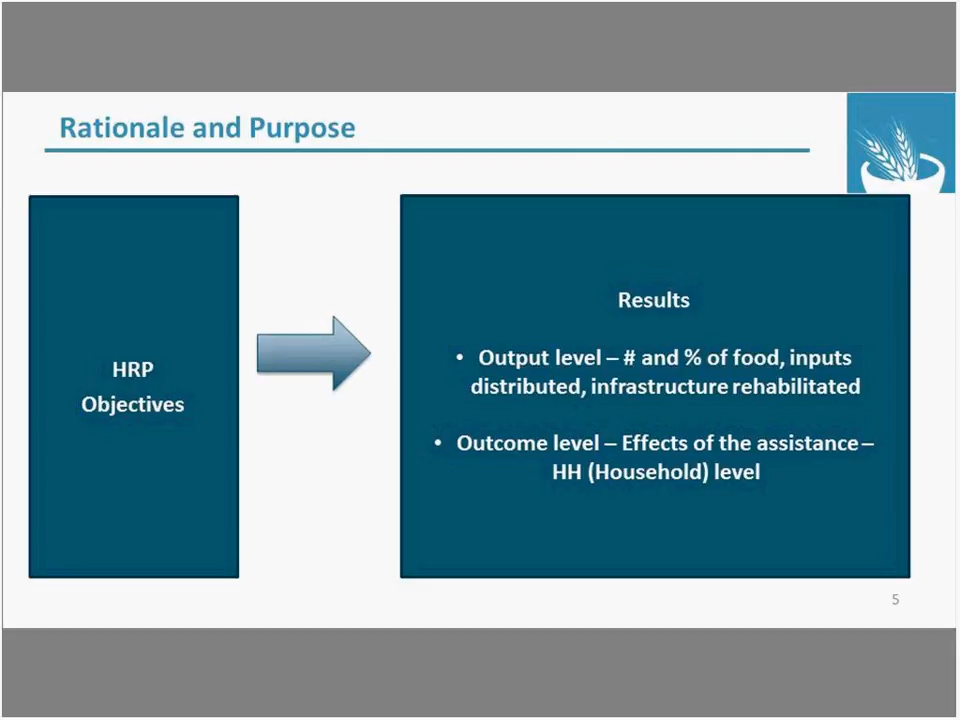 Rationale and Purpose
HRP
Objectives
Results
• Output level – # and % of food, inputs
distributed, infrastructure rehabilitated
• Outcome level – Effects of the assistance –
HH (Household) level
5